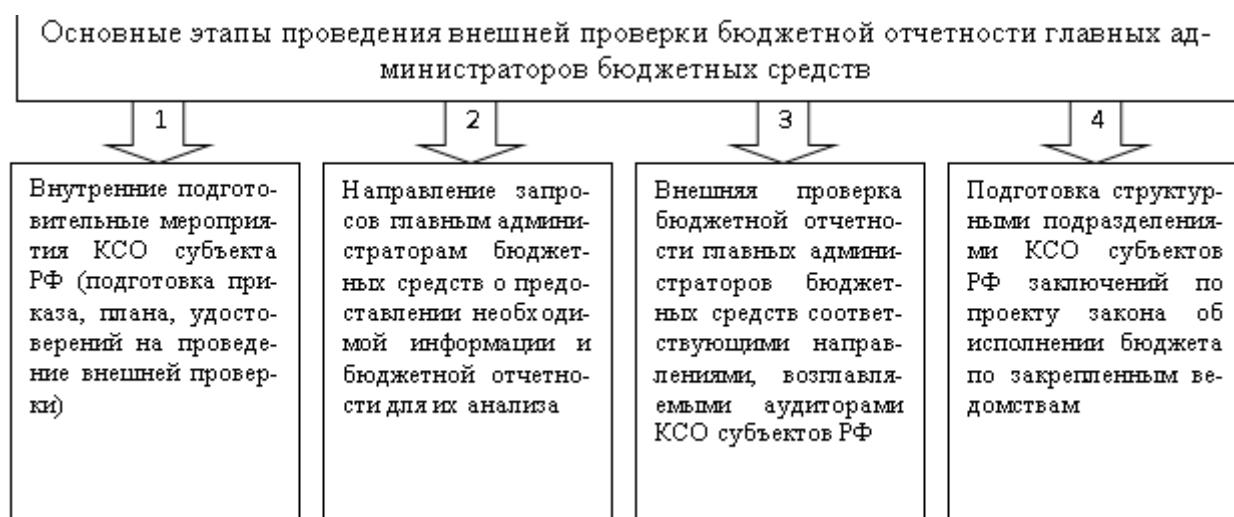 Основные этапы проведения внешней проверки бюджетной отчетности главных ад-
министраторов бюджетных средств
1
2
3
4
Внутренние подгото-
вительные мероприя-
тия КСО субъекта
РФ (подготовка при-
каза, плана, удосто-
верений на проведе-
ние внешней провер-
ки)
Направление запро-
сов главным админи-
страторам бюджет-
ных средств о предо-
ставлении необходи-
мой информации и
бюджетной отчетно-
сти для их анализа
Внешняя проверка
бюджетной отчетно-
сти главных админи-
страторов бюджет-
ных средств соответ-
ствующими направ-
лениями, возглавля-
емыми аудиторами
КСО субъектов РФ
Подготовка структур-
ными подразделения-
ми КСО субъектов
РФ заключений по
проекту закона об
исполнении бюджета
по закрепленным ве-
домствам